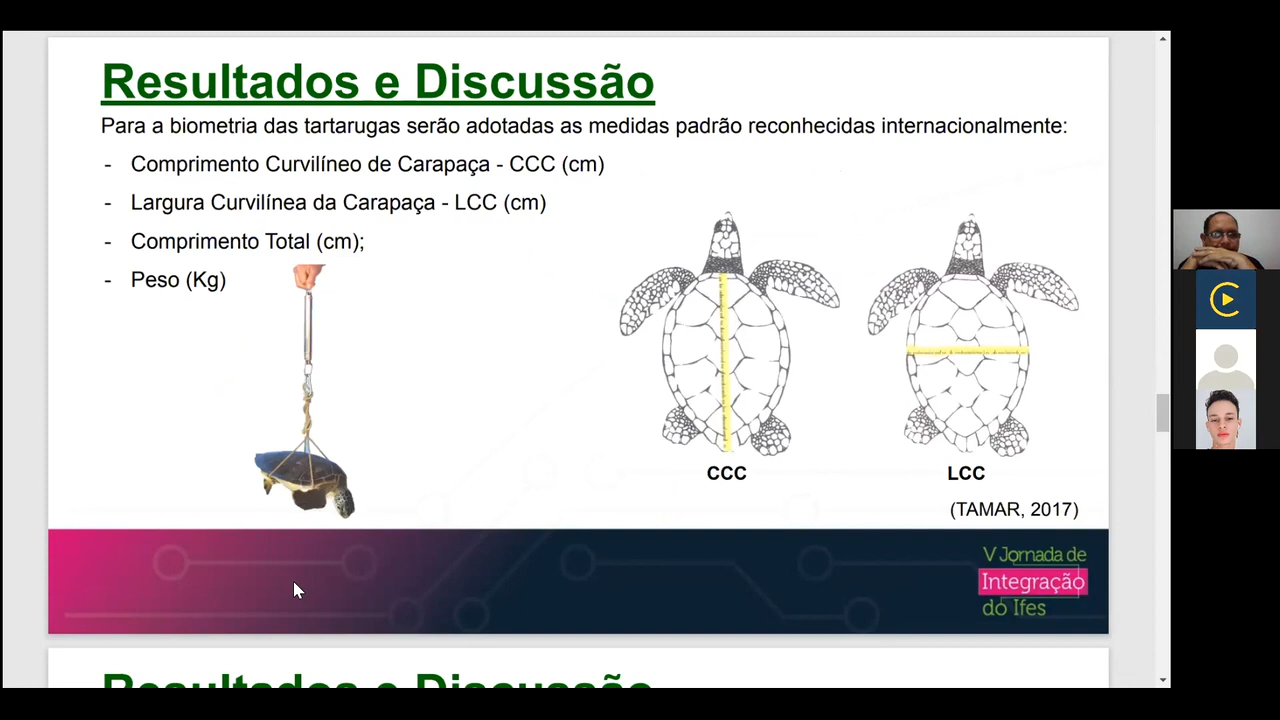 Resultados e Discussão
Para a biometria das tartarugas serão adotadas as medidas padrão reconhecidas internacionalmente:
- Comprimento Curvilíneo de Carapaça - CCC (cm)
- Largura Curvilínea da Carapaça - LCC (cm)
- Comprimento Total (cm);
- Peso (Kg)
CCC
LCC
(TAMAR, 2017)
V Jornada de
Integração
do Ifes
Resultados e Discussão